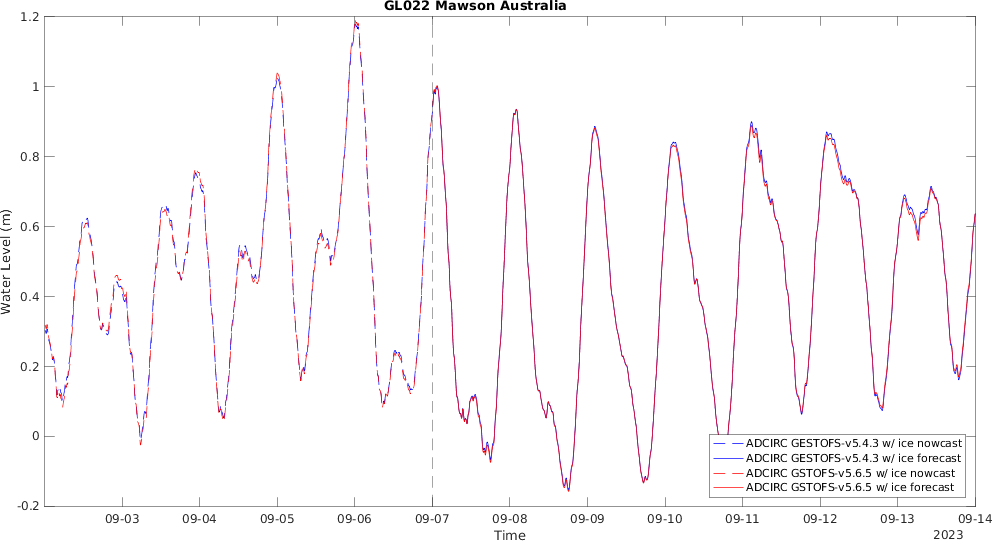 GL022 Mawson Australia
1.2
1
0.8
0.6
0.4
0.2
0
-0.2
Water Level (m)
ADCIRC GESTOFS-v5.4.3 w/ ice nowcast
ADCIRC GESTOFS-v5.4.3 w/ ice forecast
ADCIRC GSTOFS-v5.6.5 w/ ice nowcast
ADCIRC GSTOFS-v5.6.5 w/ ice forecast
09-03 09-04 09-05 09-06 09-07 09-08 09-09 09-10 09-11 09-12 09-13 09-14
Time
2023